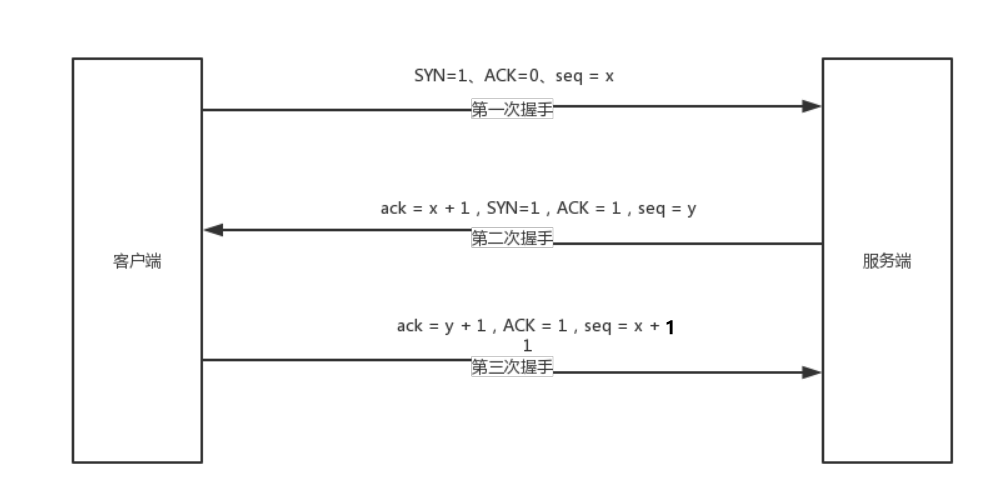 SYN=1、ACK=0、seq = x
第一次握手
ack = x + 1 , SYN=1 , ACK = 1 , seq = y
第二次握手
客户端
服务端
ack = y + 1 , ACK = 1 , seq = x + 1
1
第三次握手